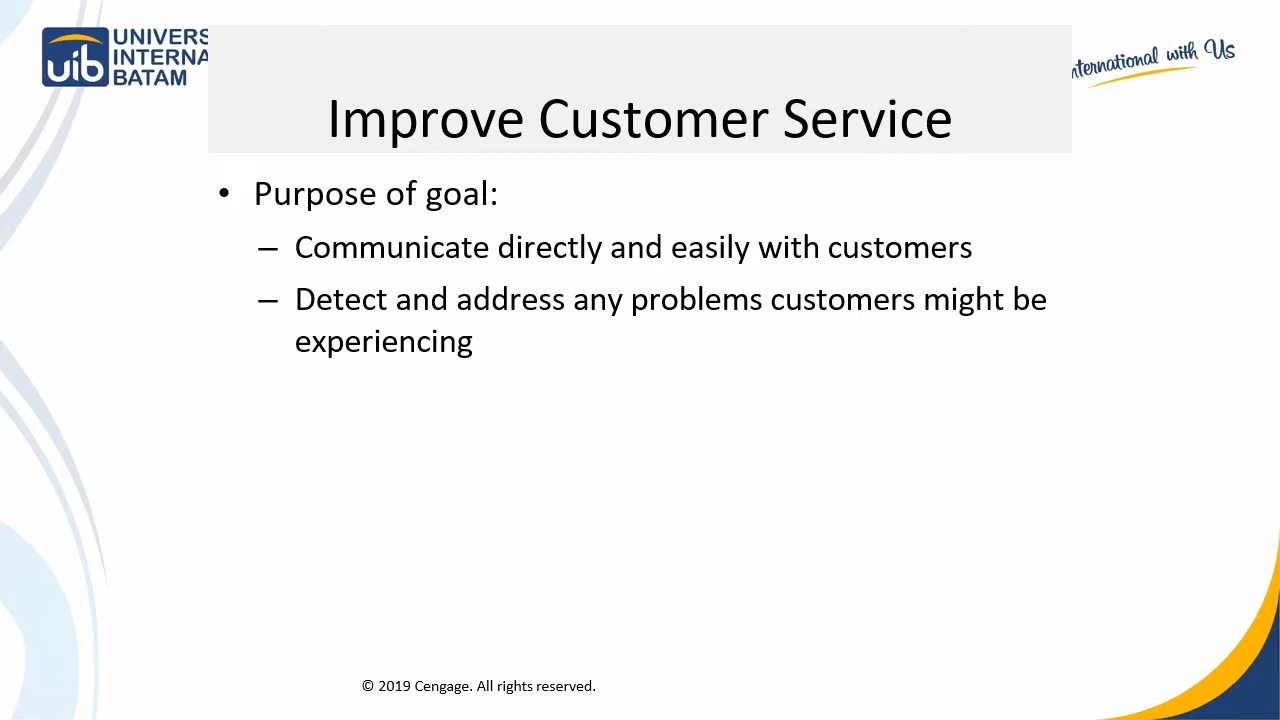 UNIVERS
INTERNA
BATAM
uib
nternational with Us
Improve Customer Service
• Purpose of goal:
– Communicate directly and easily with customers
– Detect and address any problems customers might be
experiencing
© 2019 Cengage. All rights reserved.